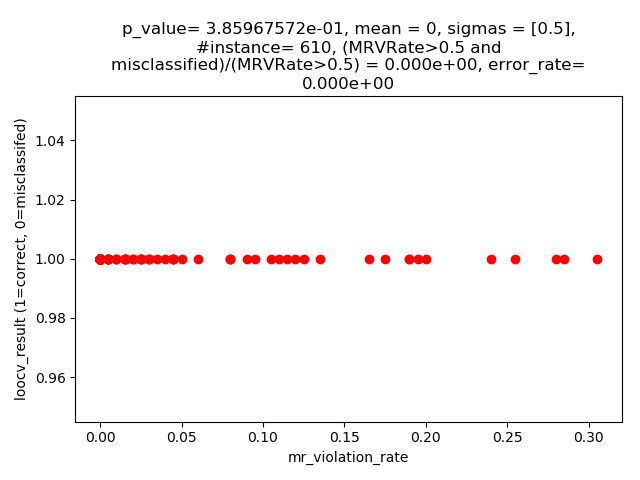 p_value= 3.85967572e-01, mean = 0, sigmas = [0.5],
#instance= 610, (MRVRate>0.5 and
misclassified)/(MRVRate>0.5) = 0.000e+00, error_rate=
0.000e+00
loocv_result (1=correct, 0=misclassifed)
1.04
1.02
1.00
0.98
0.96
0.00 0.05 0.10 0.15 0.20 0.25 0.30
mr_violation_rate